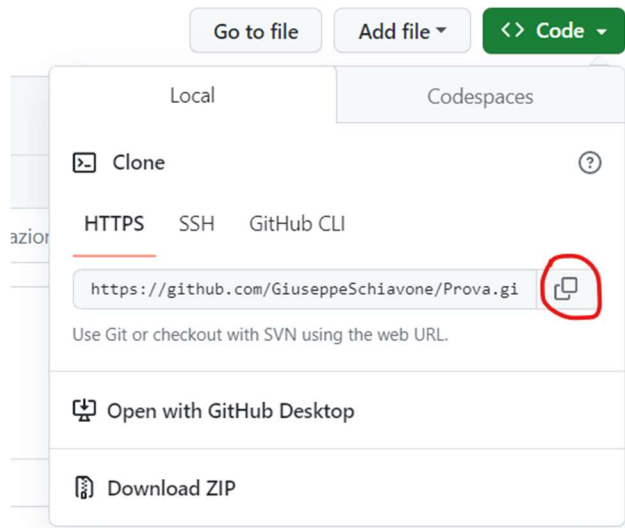 Go to file Add file <> Code
Local Codespaces
Clone
HTTPS SSH GitHub CLI
azior
https://github.com/GiuseppeSchiavone/Prova.gi
Use Git or checkout with SVN using the web URL.
Open with GitHub Desktop
Download ZIP